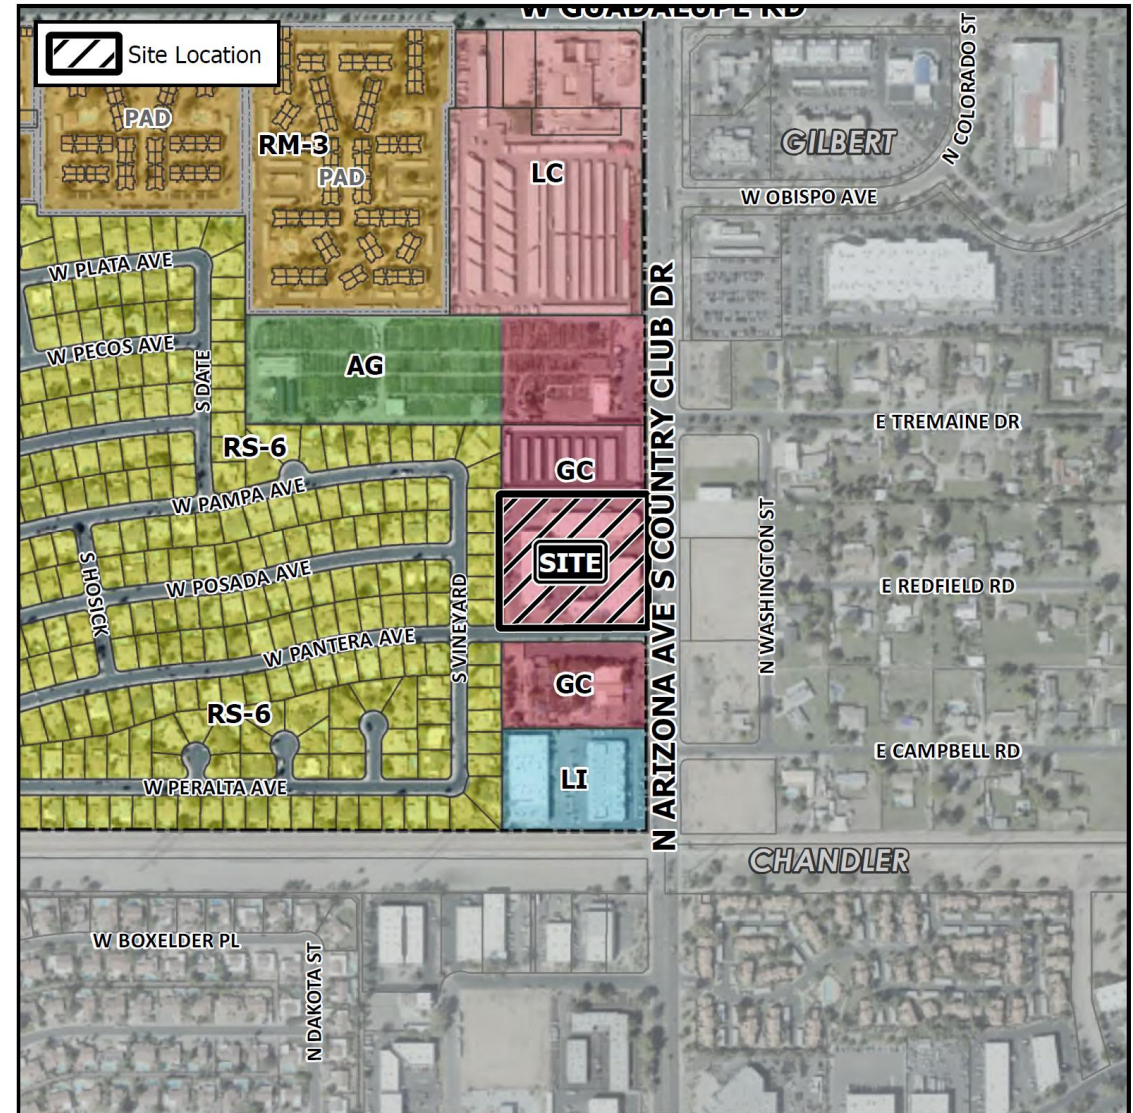 W GUADALUPE RD
Site Location
PAD
RM-3
PAD
LC
GILBERT
N COLORADO ST
W OBISPO AVE
W PLATA AVE
W PECOS AVE
S DATE
AG
N ARIZONA AVE S COUNTRY CLUB DR
E TREMAINE DR
RS-6
GC
W PAMPA AVE
S HOSICK
W POSADA AVE
SITE
N WASHINGTON ST
E REDFIELD RD
S VINEYARD
W PANTERA AVE
GC
RS-6
E CAMPBELL RD
LI
W PERALTA AVE
CHANDLER
W BOXELDER PL
N DAKOTA ST